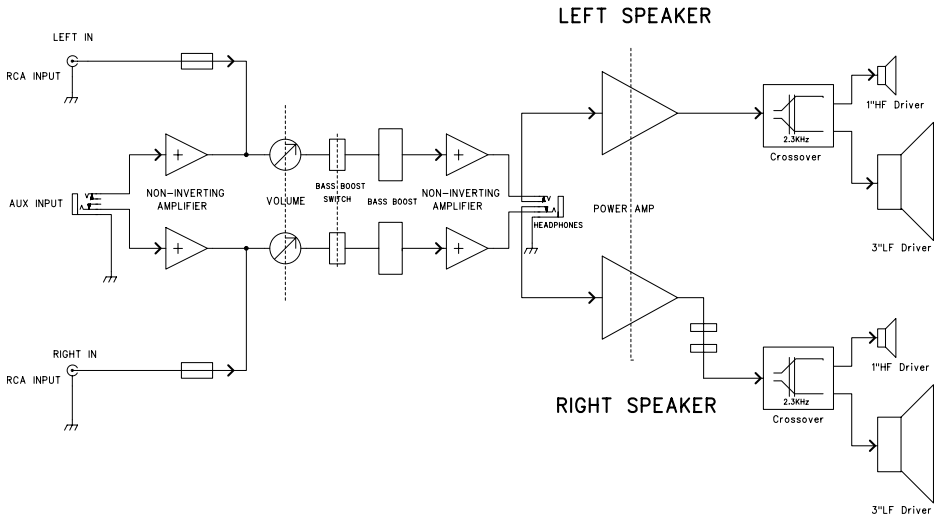 LEFT SPEAKER
LEFT IN
RCA INPUT
1"HF Driver
2.3KHz
Crossover
+
+
AUX INPUT
NON-INVERTING
AMPLIFIER
VOLUME
BASS BOOST
SWITCH
BASS BOOST
NON-INVERTING
AMPLIFIER
POWER AMP
HEADPHONES
3"LF Driver
+
+
RIGHT IN
RCA INPUT
RIGHT SPEAKER
1"HF Driver
2.3KHz
Crossover
3"LF Driver